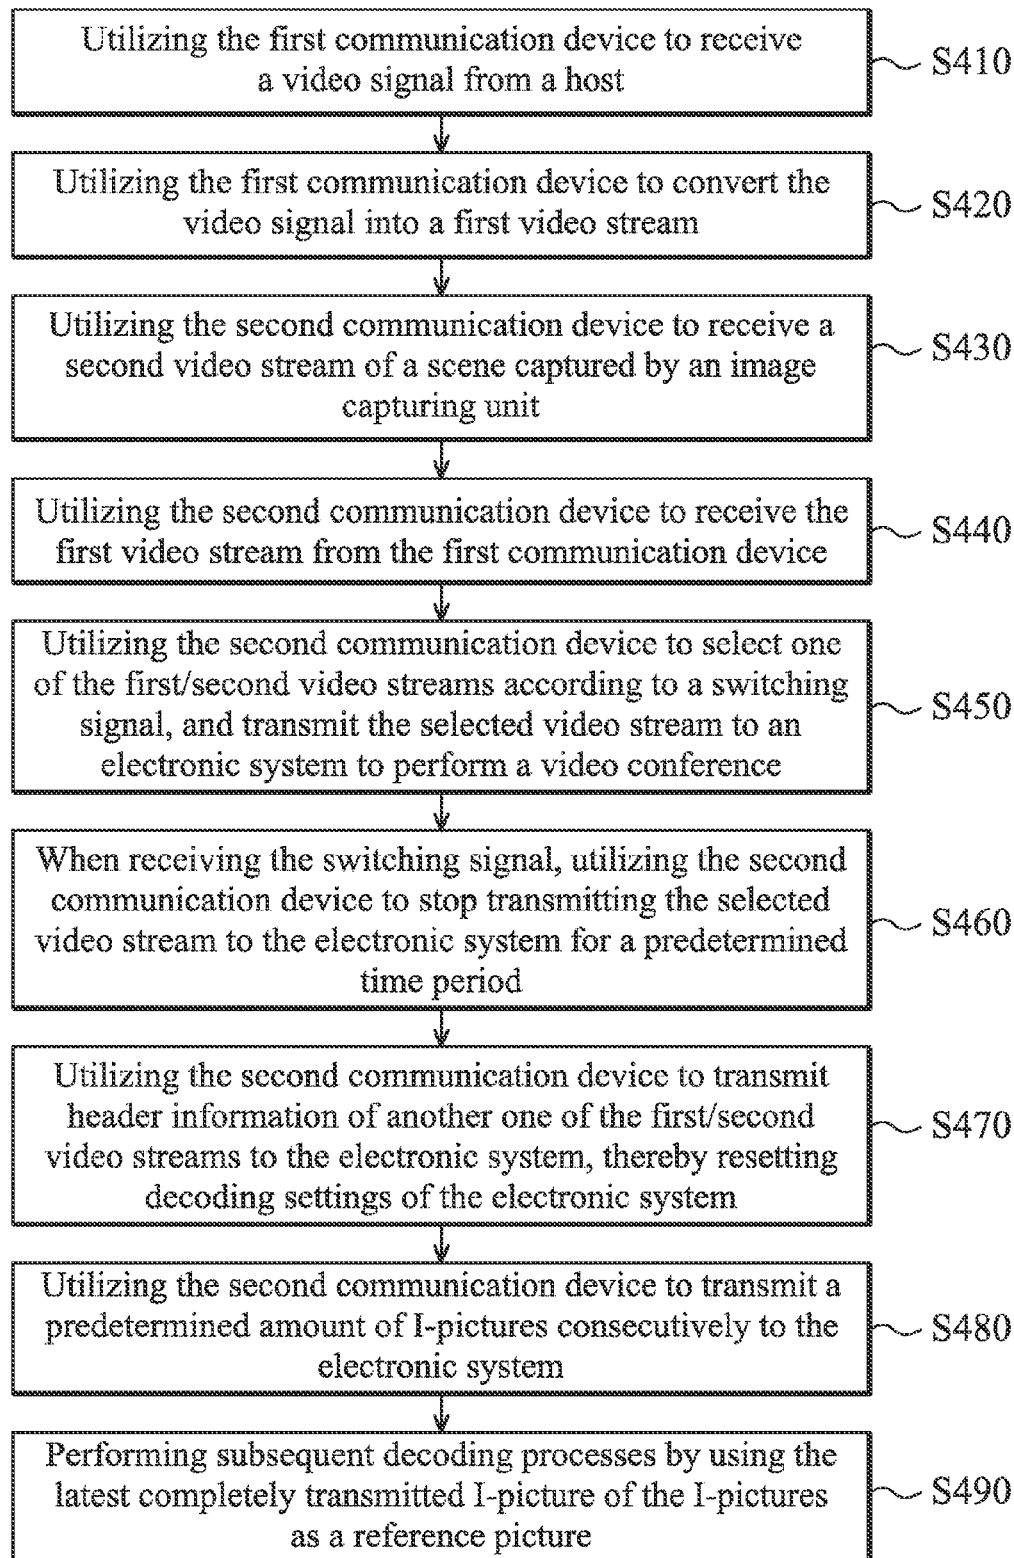 Utilizing the first communication device to receive
a video signal from a host
S410
Utilizing the first communication device to convert the
video signal into a first video stream
S420
Utilizing the second communication device to receive a
second video stream of a scene captured by an image
capturing unit
S430
Utilizing the second communication device to receive the
first video stream from the first communication device
S440
Utilizing the second communication device to select one
of the first/second video streams according to a switching
signal, and transmit the selected video stream to an
electronic system to perform a video conference
S450
When receiving the switching signal, utilizing the second
communication device to stop transmitting the selected
video stream to the electronic system for a predetermined
time period
S460
Utilizing the second communication device to transmit
header information of another one of the first/second
video streams to the electronic system, thereby resetting
decoding settings of the electronic system
S470
Utilizing the second communication device to transmit a
predetermined amount of I-pictures consecutively to the
electronic system
S480
Performing subsequent decoding processes by using the
latest completely transmitted I-picture of the I-pictures
as a reference picture
S490